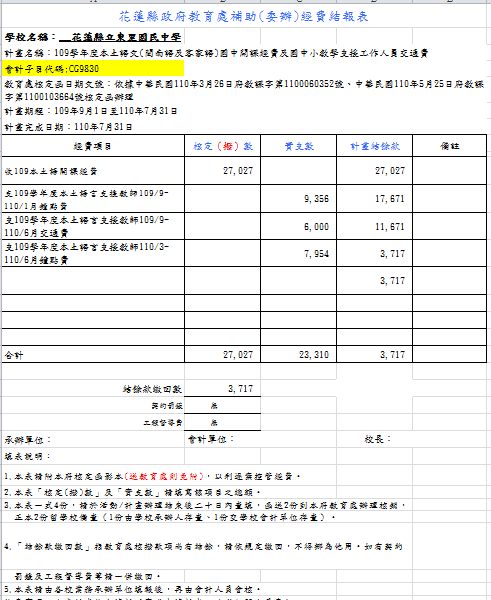 花蓮縣政府教育處補助(委辦)經費結報表
學校名稱：　花蓮縣立東里國民中學
計畫名稱：109學年度本土語文(閩南語及客家語)國中開課經費及國中小教學支援工作人員交通費
會計子目代碼:CG9830
教育處核定函日期文號：依據中華民國110年3月26日府教課字第1100060352號、中華民國110年5月25日府教課
字第1100103664號核定函辦理
計畫期程：109年9月1日至110年7月31日
計畫完成日期：110年7月31日
經費項目 核定(撥)數 實支數 計畫結餘款 備註
收109本土語開課經費 27,027 27,027
支109學年度本土語言支援教師109/9-
110/1月鐘點費 9,356 17,671
支109學年度本土語言支援教師109/9-
110/6月交通費 6,000 11,671
支109學年度本土語言支援教師110/3-
110/6月鐘點費 7,954 3,717
3,717
合計 27,027 23,310 3,717
結餘款繳回數 3,717
契約罰鍰 無
工程督導費 無
承辦單位： 會計單位： 校長：
填表說明：
1.本表請附本府核定函影本(送教育處則免附)，以利逐案控管經費。
2.本表「核定(撥)數」及「實支數」請填寫該項目之總額。
3.本表一式4份，請於活動/計畫辦理結束後二十日內彙填，函送2份到本府教育處辦理核銷，
正本2份留學校備查（1份由學校承辦人存查、1份交學校會計單位存查）。
4.「結餘款繳回數」指教育處核撥款項尚有結餘，請依規定繳回，不得挪為他用。如有契約
罰鍰及工程督導費等請一併繳回。
5.本表請由各校業務承辦單位填報後，再由會計人員會核。